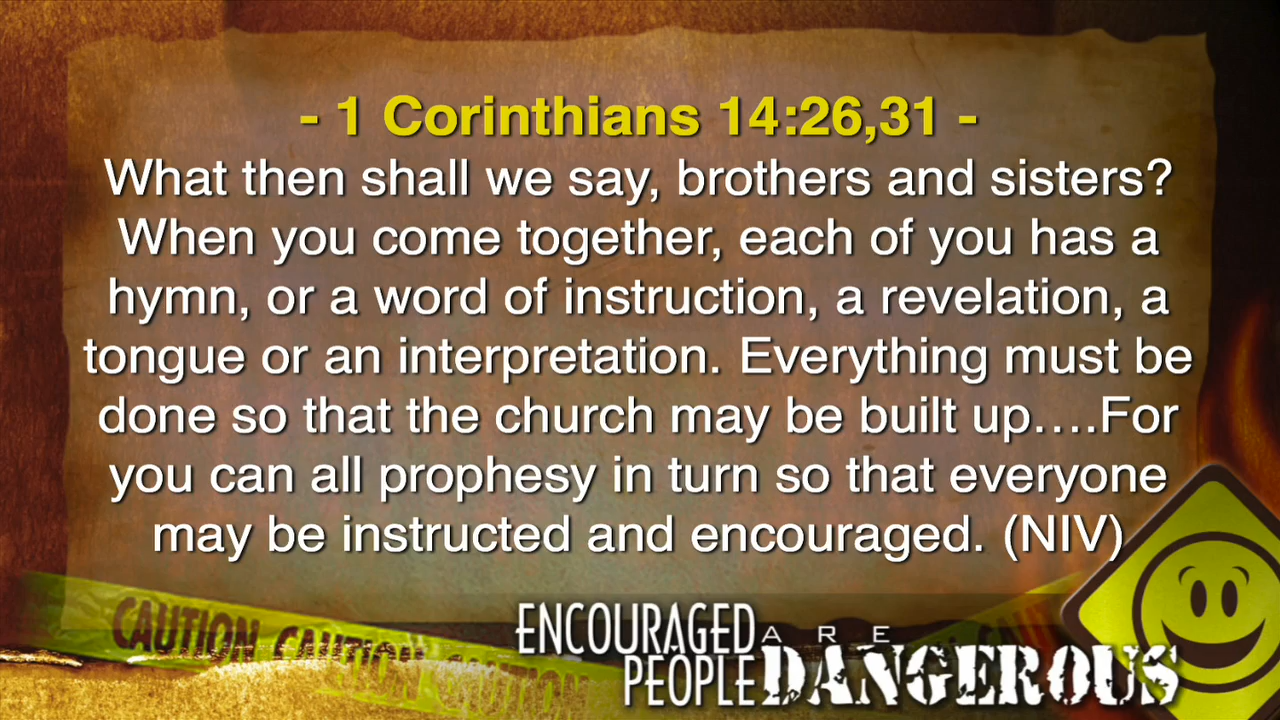 - 1 Corinthians 14:26,31 -
What then shall we say, brothers and sisters?
When you come together, each of you has a
hymn, or a word of instruction, a revelation, a
tongue or an interpretation. Everything must be
done so that the church may be built up....For
you can all prophesy in turn so that everyone
may be instructed and encouraged. (NIV)
CAUTION CAUTION CAUTION
ENCOURAGED ARE
PEOPLE DANGEROUS